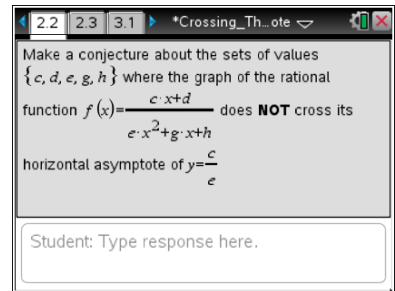 2.2 2.3 3.1 *Crossing_Th...ote
Make a conjecture about the sets of values
{c, d, e, g, h} where the graph of the rational
function f(x)=(c·x+d)/(e·x²+g·x+h) does NOT cross its
horizontal asymptote of y=c/e
Student: Type response here.